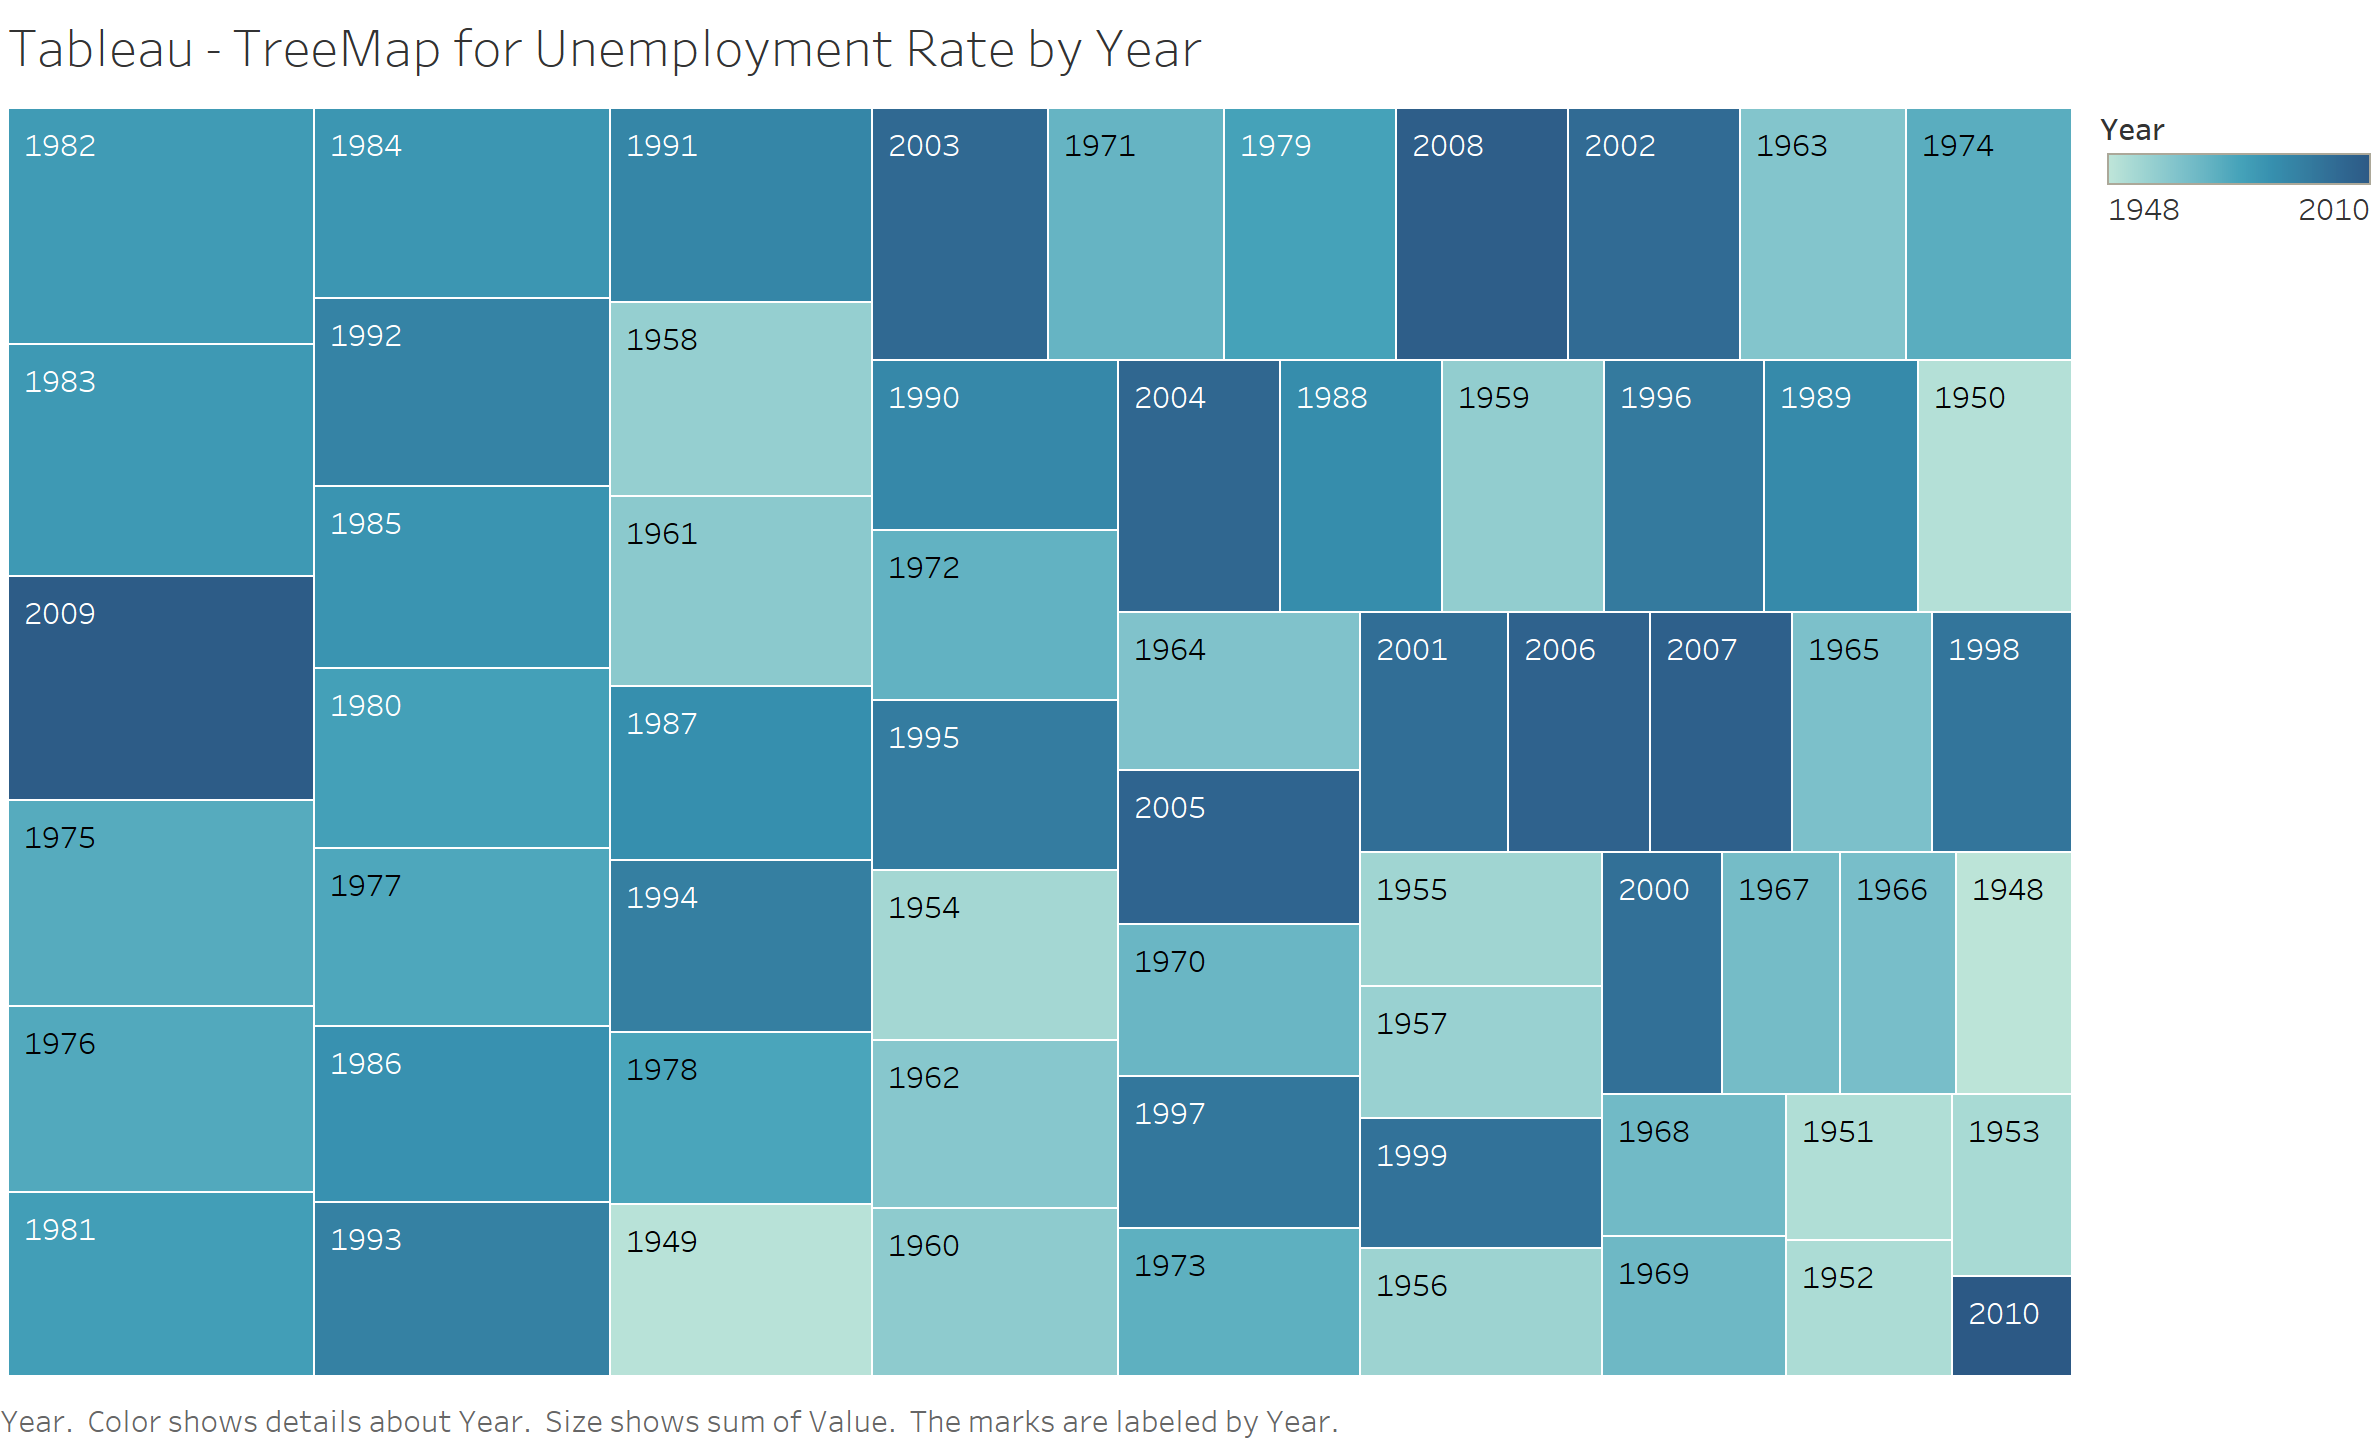 Tableau - TreeMap for Unemployment Rate by Year
1982 1984 1991 2003 1971 1979 2008 2002 1963 1974
Year
1948 2010
1992 1958
1983 1990 2004 1988 1959 1996 1989 1950
1985 1961 1972
2009 1964 2001 2006 2007 1965 1998
1980 1987 1995
1975 2005
1977 1994 1954 1955 2000 1967 1966 1948
1970
1976 1986 1978 1962 1957
1997 1999 1968 1951 1953
1981 1993 1949 1960 1973 1956 1969 1952
2010
Year. Color shows details about Year. Size shows sum of Value. The marks are labeled by Year.